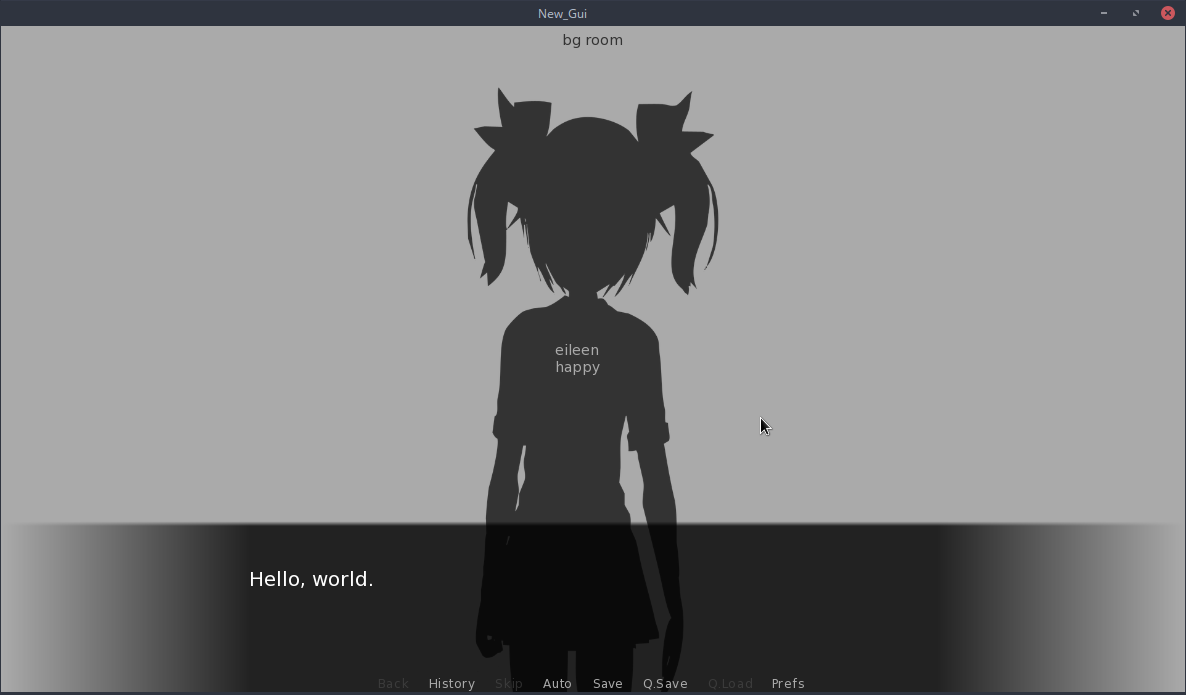 New_Gui
bg room
eileen
happy
Hello, world.
Back History Skip Auto Save Q.Save Q.Load Prefs